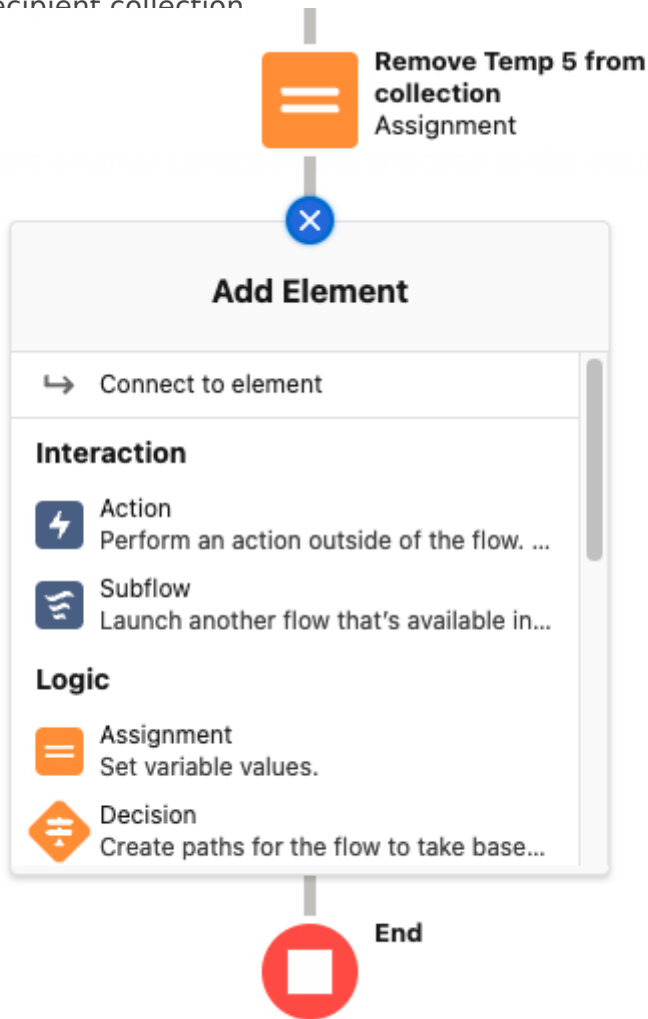 recipient collection
Remove Temp 5 from
collection
Assignment
Add Element
Connect to element
Interaction
Action
Perform an action outside of the flow. ...
Subflow
Launch another flow that's available in...
Logic
Assignment
Set variable values.
Decision
Create paths for the flow to take base...
End